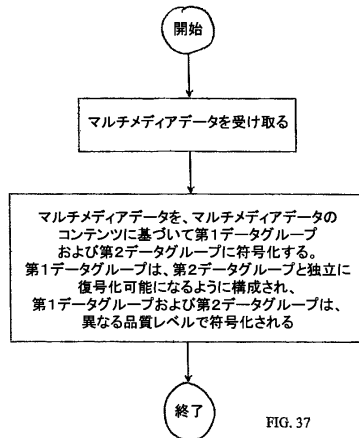 開始
マルチメディアデータを受け取る
マルチメディアデータを、マルチメディアデータの
コンテンツに基づいて第1データグループ
および第2データグループに符号化する。
第1データグループは、第2データグループと独立に
復号化可能になるように構成され、
第1データグループおよび第2データグループは、
異なる品質レベルで符号化される
終了
FIG. 37